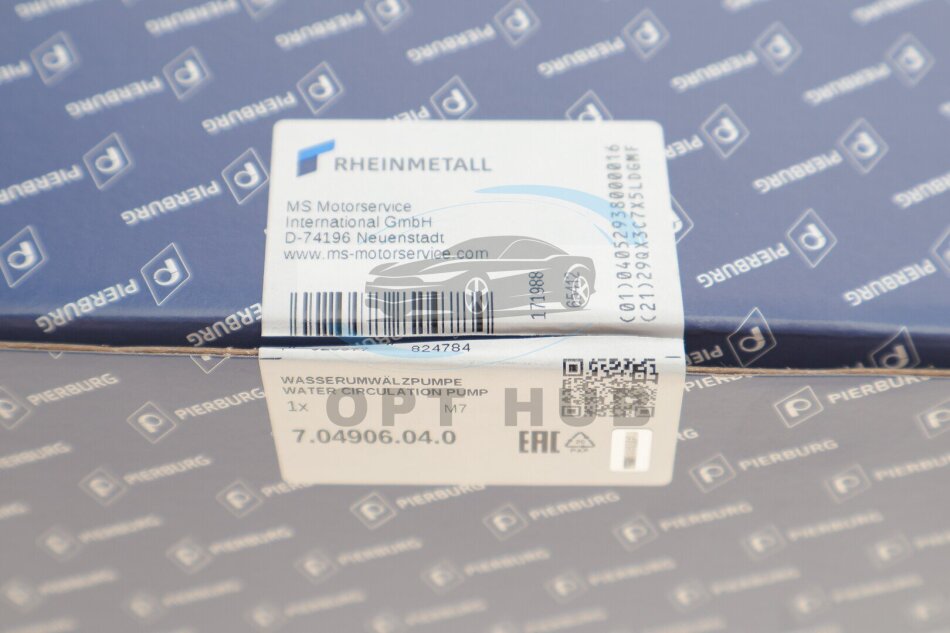 RHEINMETALL
MS Motorservice
International GmbH
D-74196 Neuenstadt
www.ms-motorservice.com
171988
65412
(01)04052938000016
(21)29QX3C7X5LDGMF
824784
WASSERUMWÄLZPUMPE
WATER CIRCULATION PUMP
1x M7
7.04906.04.0
EAC
PAP
OPT HUB
PIERBURG